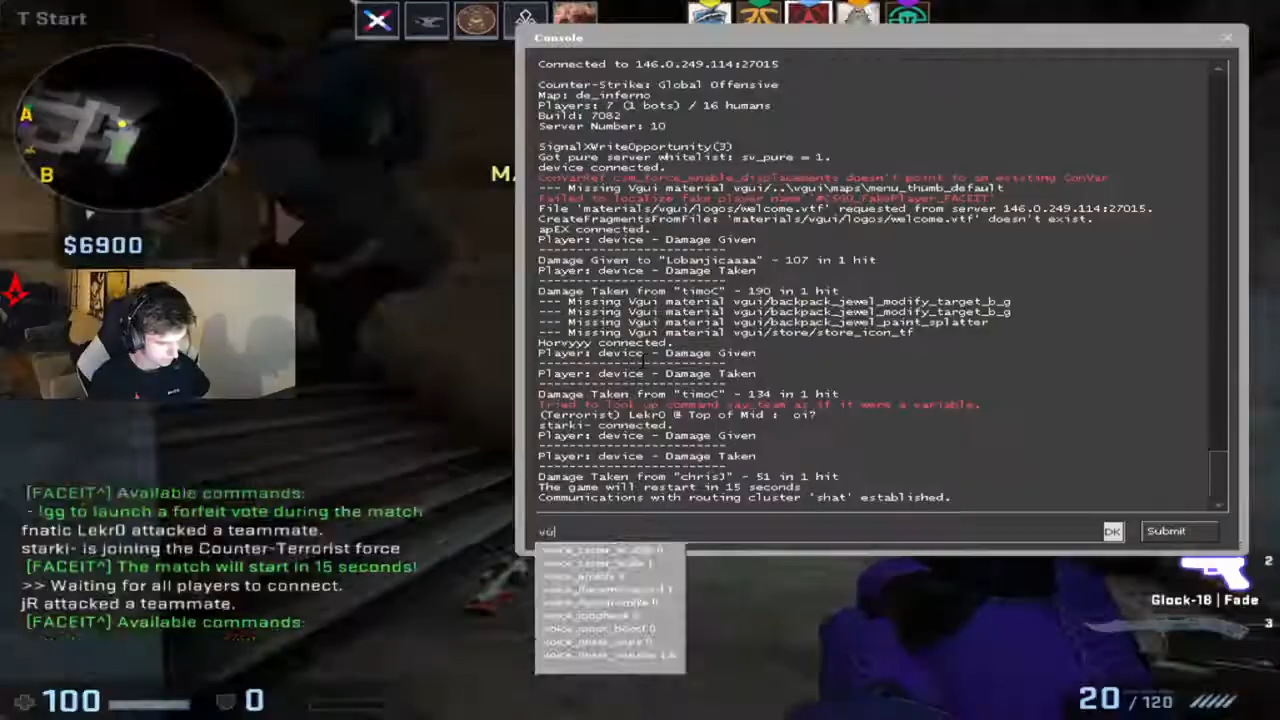 T Start
A
B
$6900
Console
Connected to 146.0.249.114:27015
Counter-Strike: Global Offensive
Map: de_inferno
Players: 7 (1 bots) / 16 humans
Build: 7082
Server Number: 10
SignalXWriteOpportunity(3)
Got pure server whitelist: sv_pure = 1.
device connected.
ConVarRef csm_force_enable_displacements doesn't point to an existing ConVar
--- Missing Vgui material vgui/..\vgui\maps\menu_thumb_default
Failed to localize fake player name '#CSGO_FakePlayer_FACEIT'
File 'materials/vgui/logos/welcome.vtf' requested from server 146.0.249.114:27015.
CreateFragmentsFromFile: 'materials/vgui/logos/welcome.vtf' doesn't exist.
apEX connected.
Player: device - Damage Given
-------------------------
Damage Given to "Lobanjicaaaa" - 107 in 1 hit
Player: device - Damage Taken
-------------------------
Damage Taken from "timoC" - 190 in 1 hit
--- Missing Vgui material vgui/backpack_jewel_modify_target_b_g
--- Missing Vgui material vgui/backpack_jewel_modify_target_b_g
--- Missing Vgui material vgui/backpack_jewel_paint_splatter
--- Missing Vgui material vgui/store/store_icon_tf
Horvyyy connected.
Player: device - Damage Given
-------------------------
Player: device - Damage Taken
-------------------------
Damage Taken from "timoC" - 134 in 1 hit
Tried to look up command say_team as if it were a variable.
(Terrorist) Lekr0 @ Top of Mid : oi?
starki- connected.
Player: device - Damage Given
-------------------------
Player: device - Damage Taken
-------------------------
Damage Taken from "chrisJ" - 51 in 1 hit
The game will restart in 15 seconds
Communications with routing cluster 'shat' established.
vo
OK
Submit
[FACEIT^] Available commands:
- !gg to launch a forfeit vote during the match
fnatic Lekr0 attacked a teammate.
starki- is joining the Counter-Terrorist force
[FACEIT^] The match will start in 15 seconds!
>> Waiting for all players to connect.
jR attacked a teammate.
[FACEIT^] Available commands:
2
Glock-18 | Fade
3
100
0
20 / 120